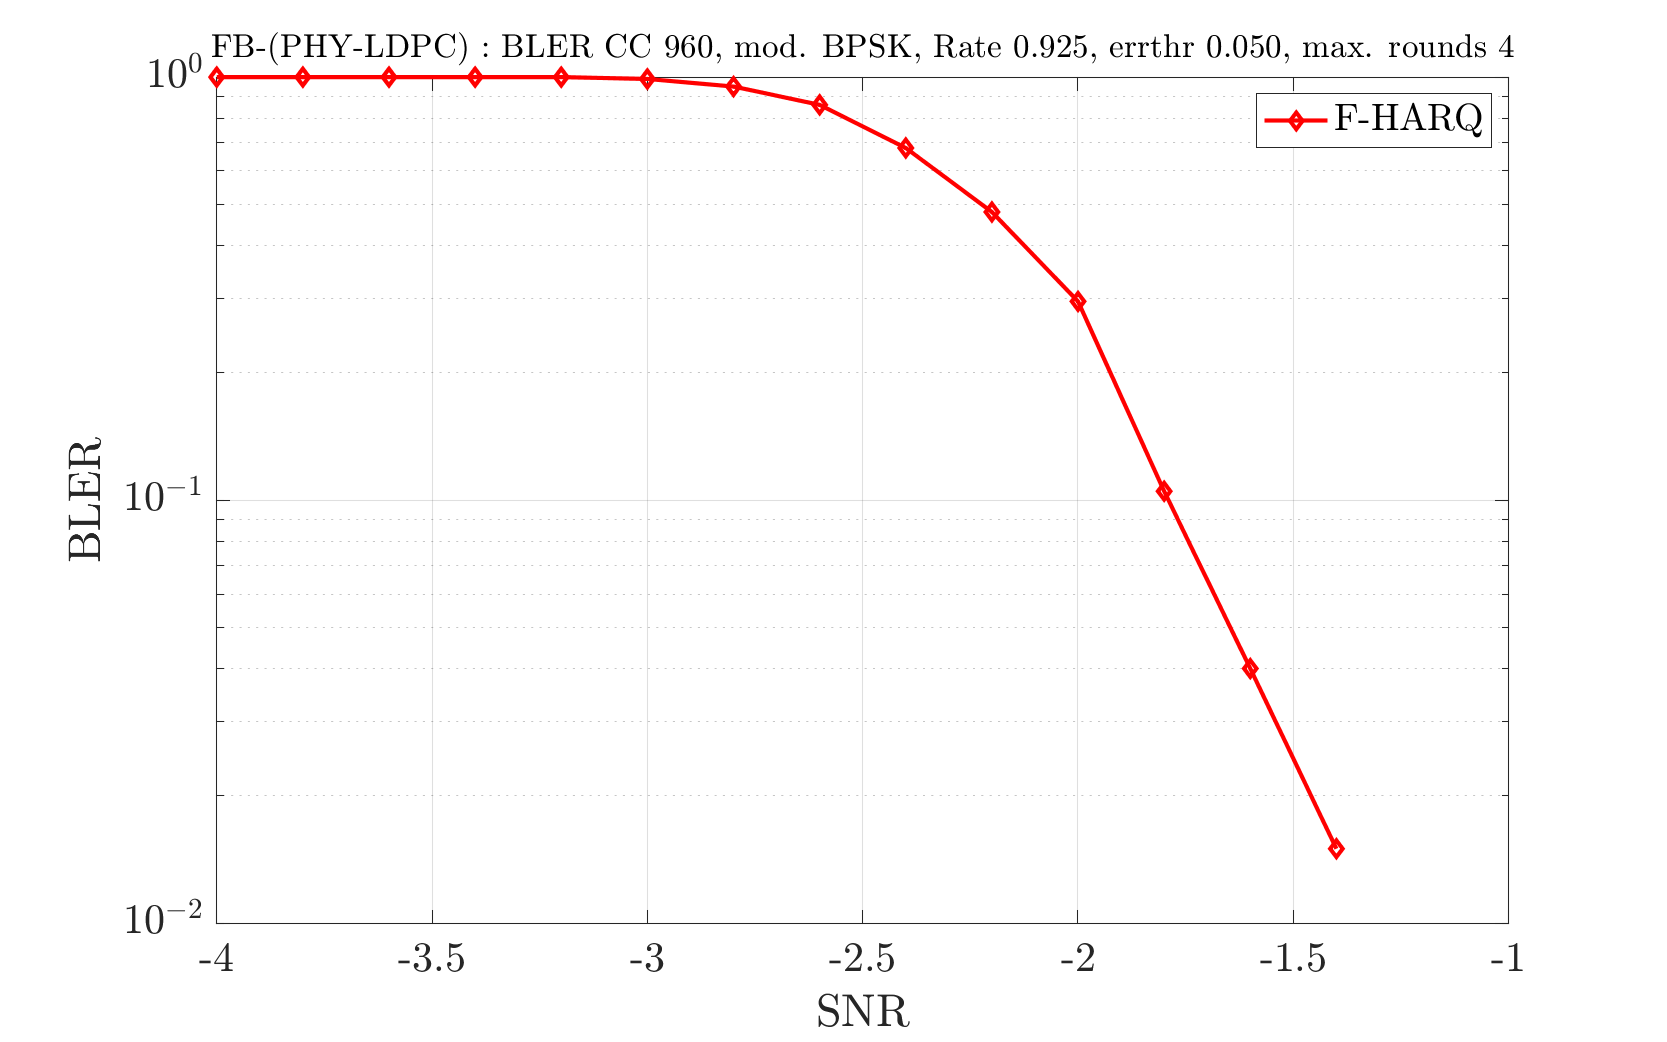 FB-(PHY-LDPC) : BLER CC 960, mod. BPSK, Rate 0.925, errthr 0.050, max. rounds 4
10^0
F-HARQ
BLER
10^{-1}
10^{-2}
-4 -3.5 -3 -2.5 -2 -1.5 -1
SNR